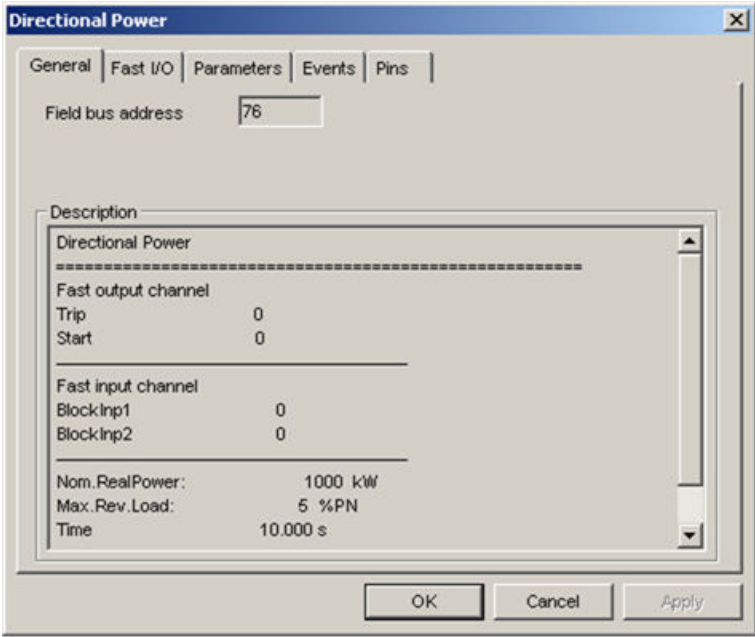 Directional Power
General Fast I/O Parameters Events Pins
Field bus address 76
Description
Directional Power
=======================================================
Fast output channel
Trip 0
Start 0
Fast input channel
BlockInp1 0
BlockInp2 0
Nom.RealPower: 1000 kW
Max.Rev.Load: 5 %PN
Time 10.000 s
OK Cancel Apply